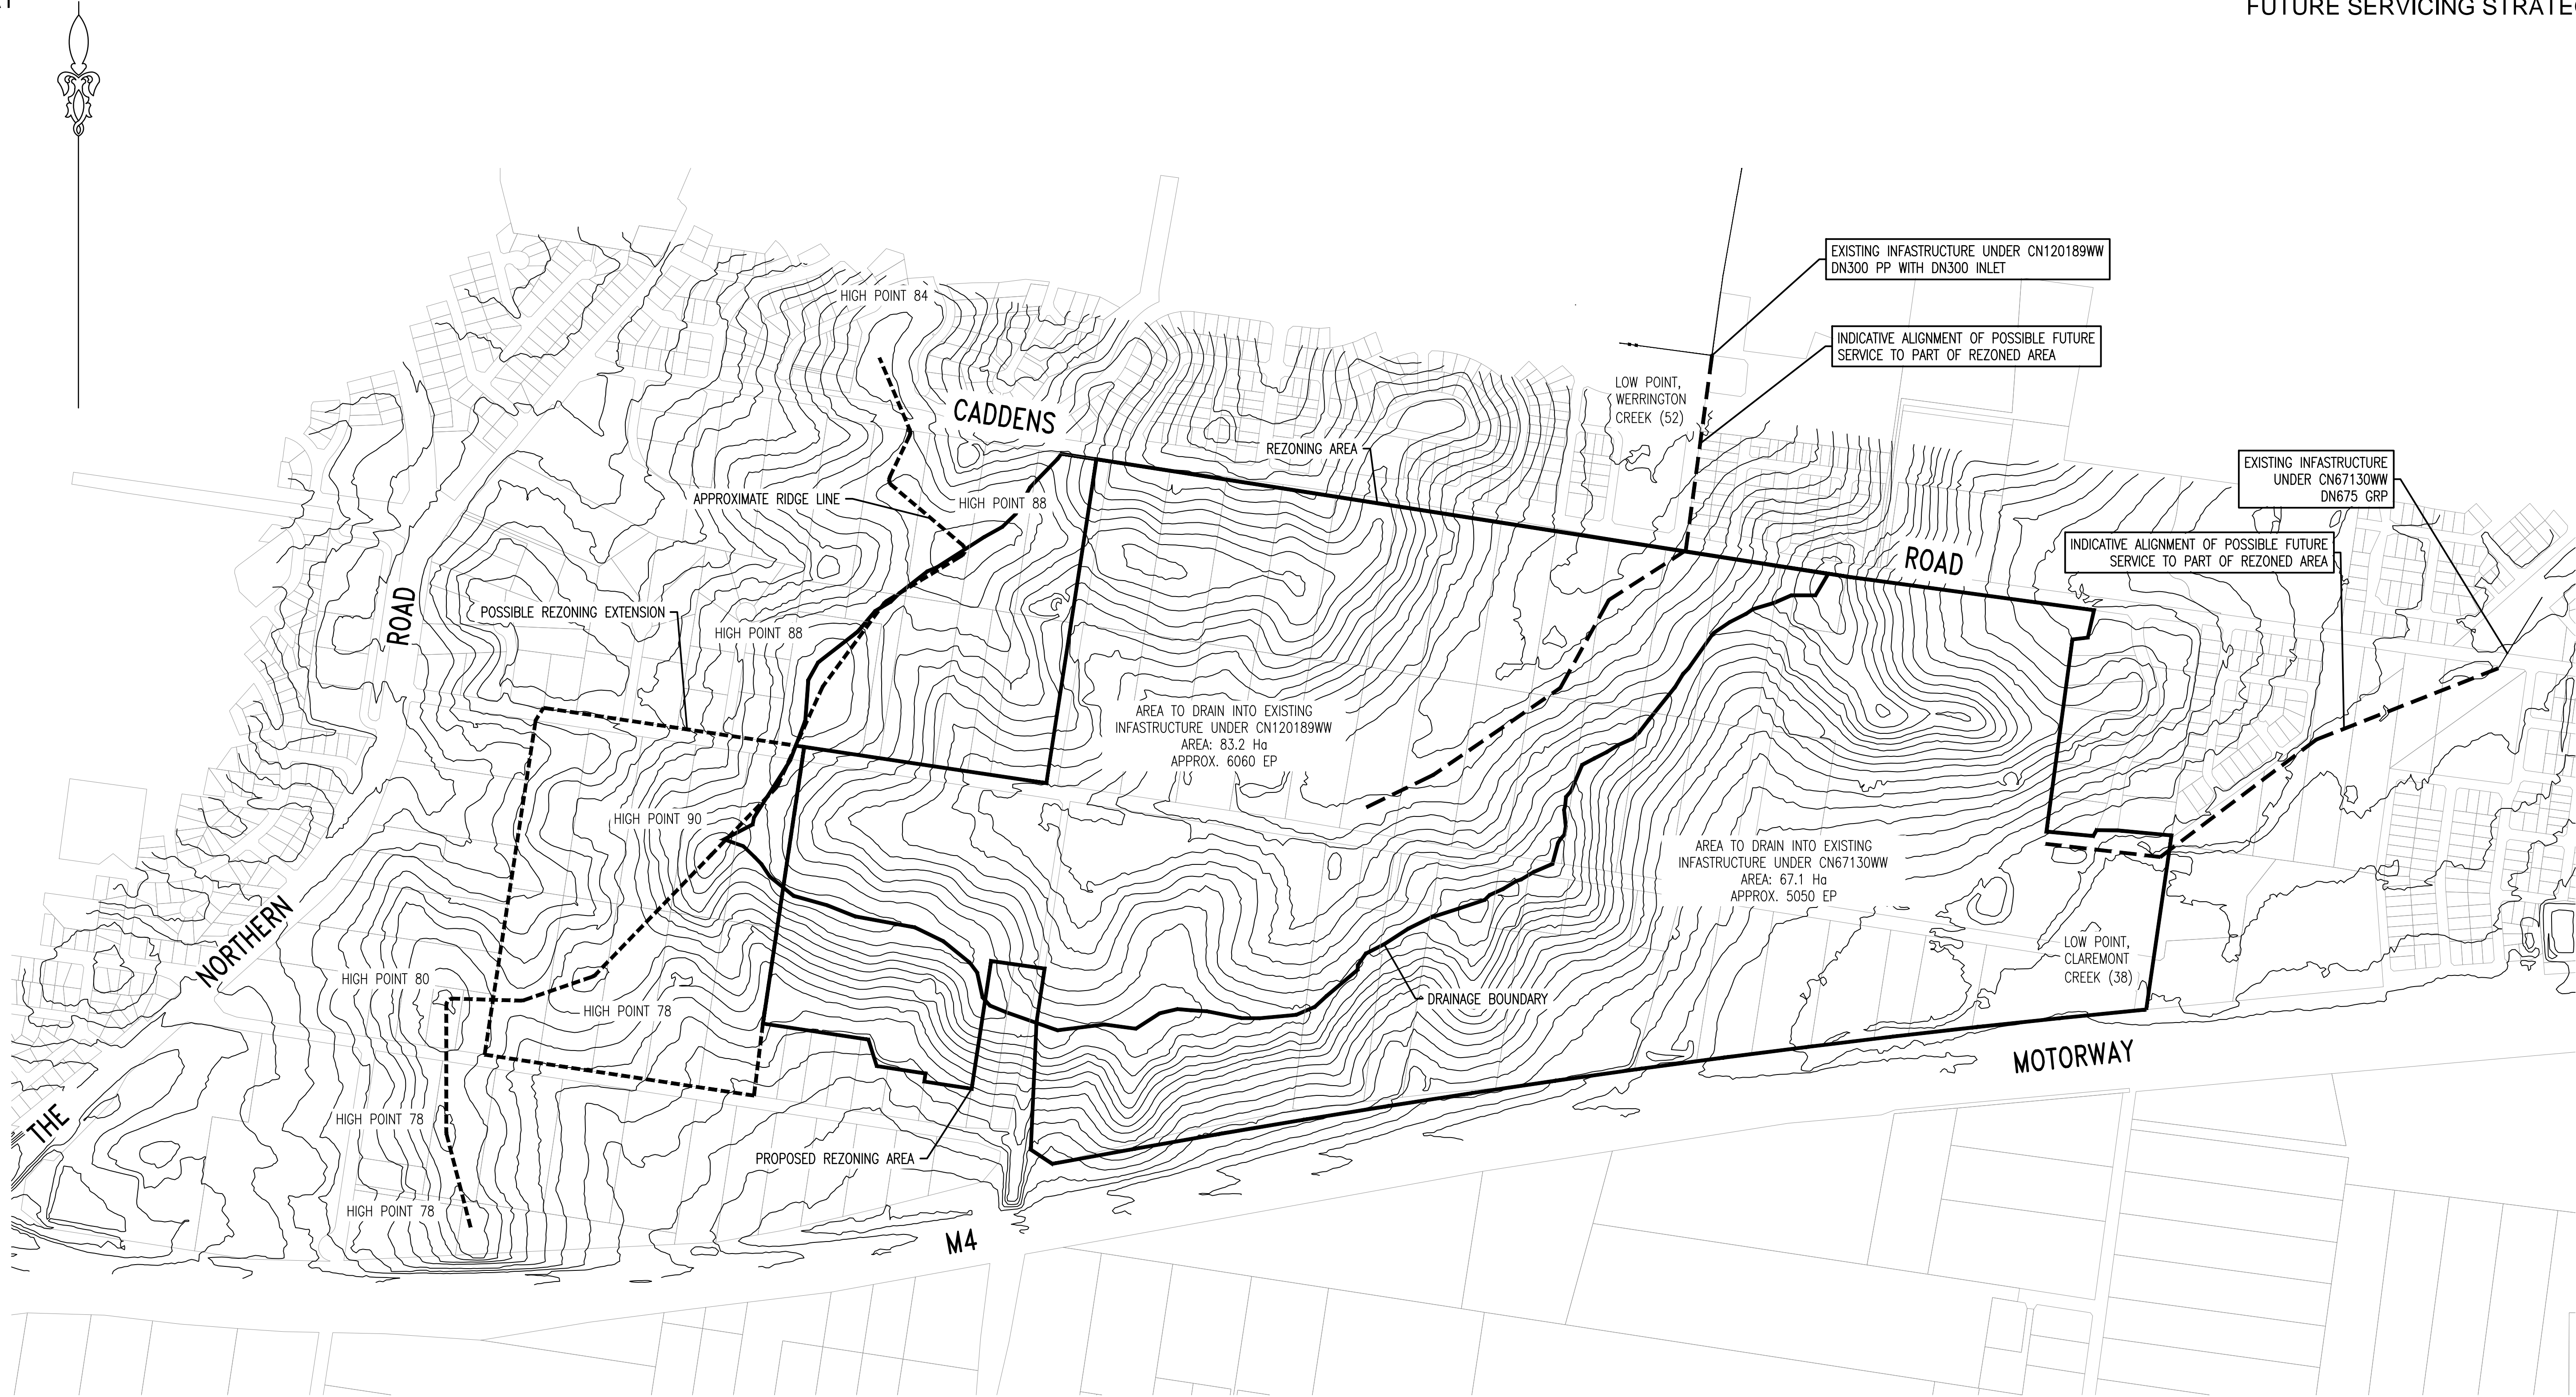 HIGH POINT 84
EXISTING INFASTRUCTURE UNDER CN120189WW
DN300 PP WITH DN300 INLET
INDICATIVE ALIGNMENT OF POSSIBLE FUTURE
SERVICE TO PART OF REZONED AREA
LOW POINT,
WERRINGTON
CREEK (52)
CADDENS
REZONING AREA
EXISTING INFASTRUCTURE
UNDER CN67130WW
DN675 GRP
APPROXIMATE RIDGE LINE
HIGH POINT 88
INDICATIVE ALIGNMENT OF POSSIBLE FUTURE
SERVICE TO PART OF REZONED AREA
ROAD
ROAD
POSSIBLE REZONING EXTENSION
HIGH POINT 88
AREA TO DRAIN INTO EXISTING
INFASTRUCTURE UNDER CN120189WW
AREA: 83.2 Ha
APPROX. 6060 EP
HIGH POINT 90
AREA TO DRAIN INTO EXISTING
INFASTRUCTURE UNDER CN67130WW
AREA: 67.1 Ha
APPROX. 5050 EP
NORTHERN
LOW POINT,
CLAREMONT
CREEK (38)
HIGH POINT 80
DRAINAGE BOUNDARY
HIGH POINT 78
MOTORWAY
THE
HIGH POINT 78
PROPOSED REZONING AREA
HIGH POINT 78
M4